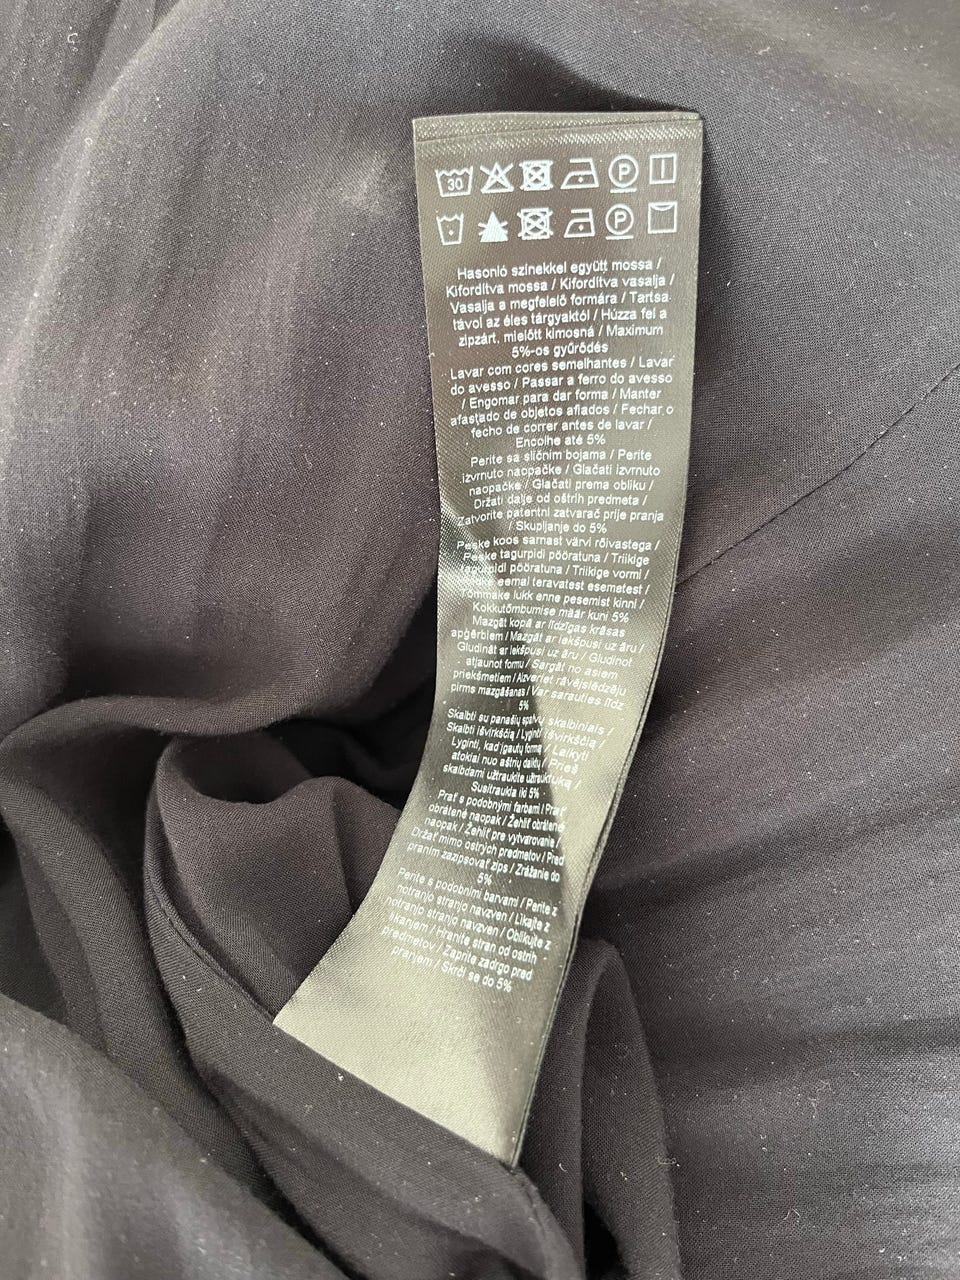 30
P
P
Hasonló színekkel együtt mossa /
Kifordítva mossa / Kifordítva vasalja /
Vasalja a megfelelő formára / Tartsa
távol az éles tárgyaktól / Húzza fel a
zipzárt, mielőtt kimosná / Maximum
5%-os gyűrődés
Lavar com cores semelhantes / Lavar
do avesso / Passar a ferro do avesso
/ Engomar para dar forma / Manter
afastado de objetos afiados / Fechar o
fecho de correr antes de lavar /
Encolhe até 5%
Perite sa sličnim bojama / Perite
izvrnuto naopačke / Glačati izvrnuto
naopačke / Glačati prema obliku /
Držati dalje od oštrih predmeta /
Zatvorite patentni zatvarač prije pranja
/ Skupljanje do 5%
Peske koos sarnast värvi rõivastega /
Peske tagurpidi pööratuna / Triikige
tagurpidi pööratuna / Triikige vormi /
eemal teravatest esemetest /
Tõmmake lukk enne pesemist kinni /
Kokkutõmbumise määr kuni 5%
Mazgāt kopā ar līdzīgas krāsas
apģērbiem / Mazgāt ar iekšpusi uz āru /
Gludināt ar iekšpusi uz āru / Gludinot
atjaunot formu / Sargāt no asiem
priekšmetiem / Aizveriet rāvējslēdzēju
pirms mazgāšanas / Var sarauties līdz
5%
Skalbti su panašių spalvų skalbiniais /
Skalbti išvirkščią / Lyginti išvirkščią /
Lyginti, kad įgautų formą / Laikyti
atokiai nuo aštrių daiktų / Prieš
skalbdami užtraukite užtrauktuką /
Susitraukia iki 5%
Prať s podobnými farbami / Prať
obrátené naopak / Žehliť obrátené
naopak / Žehliť pre vytvarovanie /
Držať mimo ostrých predmetov / Pred
praním zazipsovať zips / Zrážanie do
5%
Perite s podobnimi barvami / Perite z
notranjo stranjo navzven / Likajte z
notranjo stranjo navzven / Oblikujte z
likanjem / Hranite stran od ostrih
predmetov / Zaprite zadrgo pred
pranjem / Skrči se do 5%